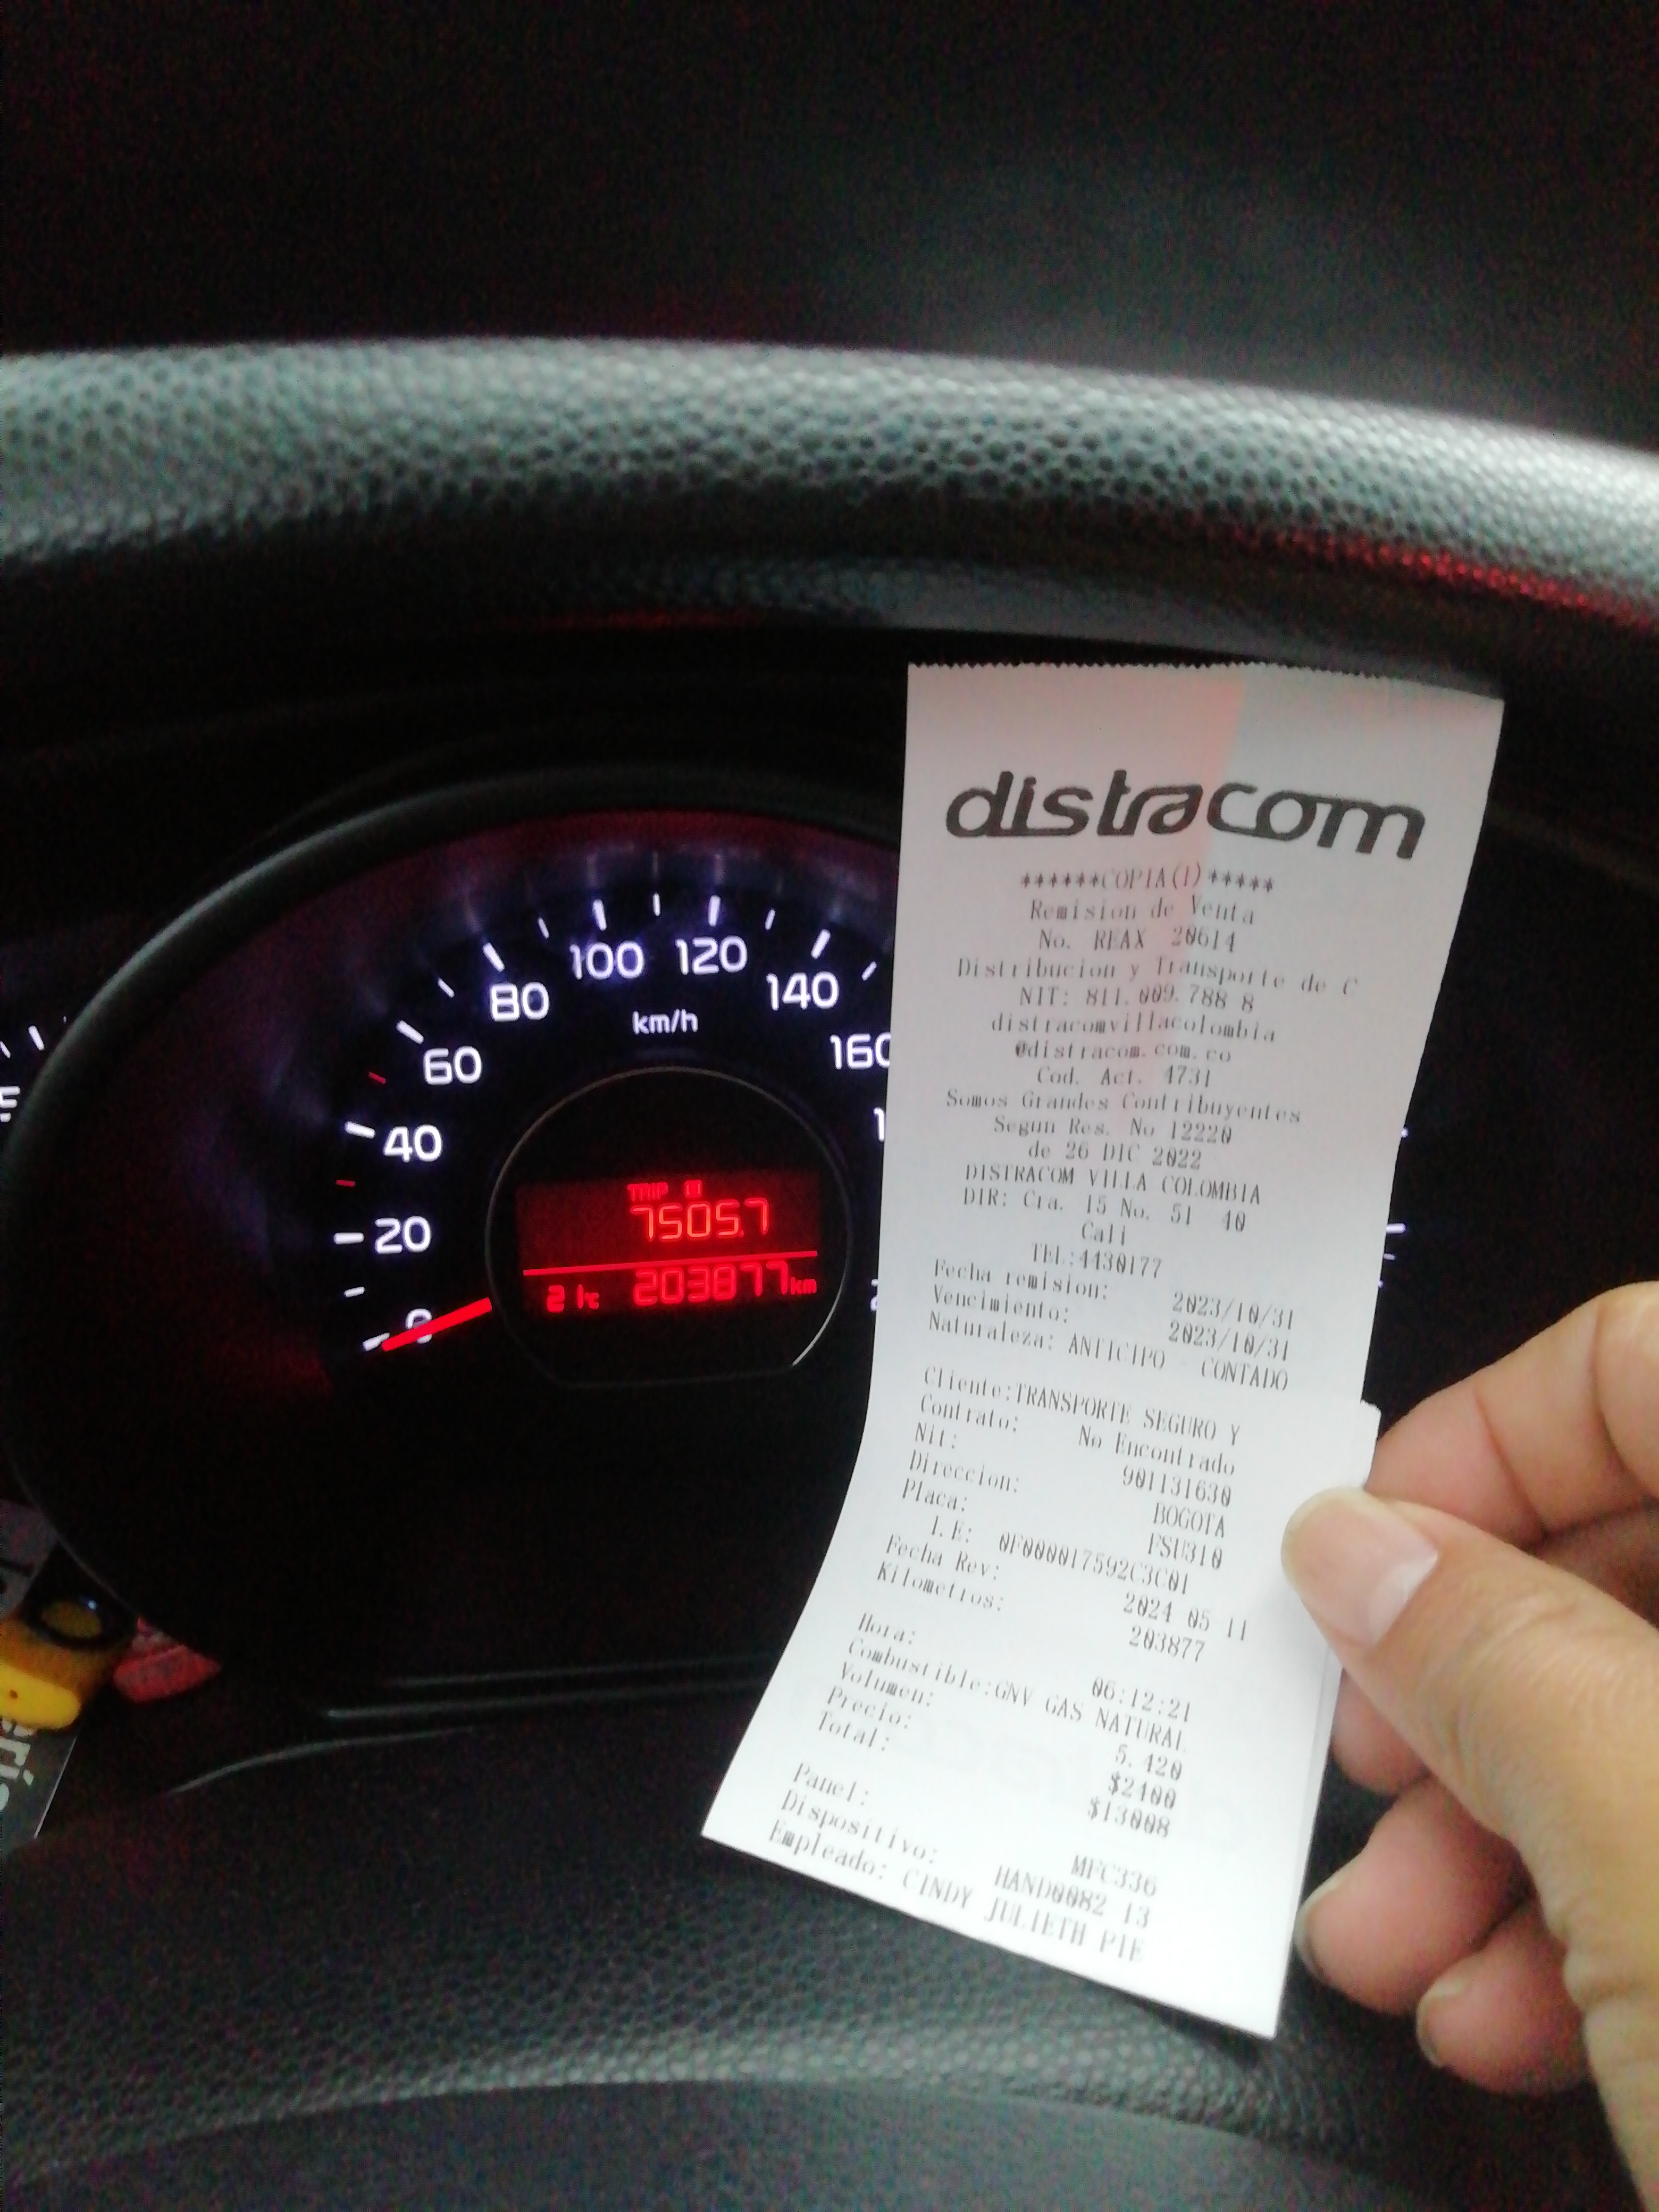 80
100
120
140
160
km/h
60
40
20
0
TRIP B
7505.7
21°c 203877km
distracom
******COPIA(1)*****
Remision de Venta
No. REAX 20614
Distribucion y Transporte de C
NIT: 811.009.788 8
distracomvillacolombia
@distracom.com.co
Cod. Act. 4731
Somos Grandes Contribuyentes
Segun Res. No 12220
de 26 DIC 2022
DISTRACOM VILLA COLOMBIA
DIR: Cra. 15 No. 51 40
Cali
TEL:4430177
Fecha remision: 2023/10/31
Vencimiento: 2023/10/31
Naturaleza: ANTICIPO CONTADO
Cliente:TRANSPORTE SEGURO Y
Contrato: No Encontrado
Nit: 901131630
Direccion: BOGOTA
Placa: FSU310
I.E: 0F000017592C3C01
Fecha Rev: 2024 05 11
Kilometros: 203877
Hora: 06:12:21
Combustible:GNV GAS NATURAL
Volumen: 5.420
Precio: $2400
Total: $13008
Panel: MFC336
Dispositivo: HAND0082 13
Empleado: CINDY JULIETH PIE